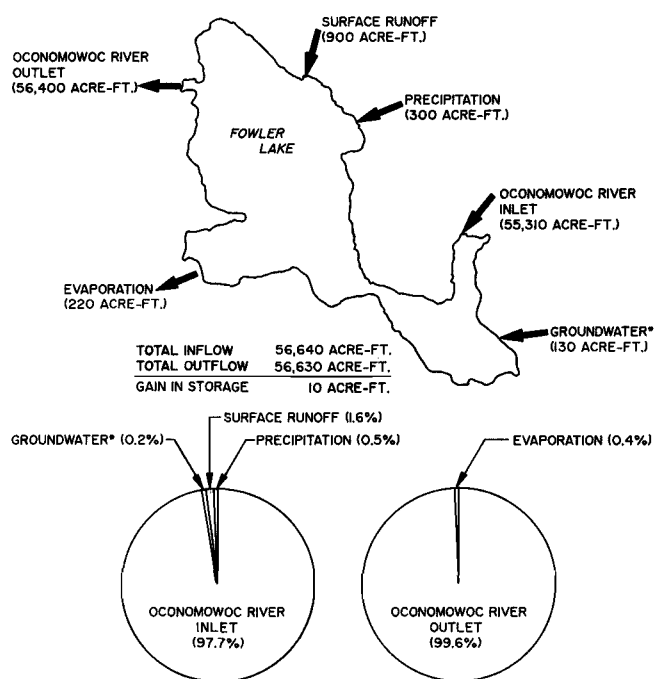 SURFACE RUNOFF
(900 ACRE-FT.)
OCONOMOWOC RIVER
OUTLET
(56,400 ACRE-FT.)
PRECIPITATION
(300 ACRE-FT.)
FOWLER
LAKE
OCONOMOWOC RIVER
INLET
(55,310 ACRE-FT.)
EVAPORATION
(220 ACRE-FT.)
GROUNDWATER*
(130 ACRE-FT.)
TOTAL INFLOW 56,640 ACRE-FT.
TOTAL OUTFLOW 56,630 ACRE-FT.
GAIN IN STORAGE 10 ACRE-FT.
SURFACE RUNOFF (1.6%)
GROUNDWATER* (0.2%)
PRECIPITATION (0.5%)
EVAPORATION (0.4%)
OCONOMOWOC RIVER
INLET
(97.7%)
OCONOMOWOC RIVER
OUTLET
(99.6%)